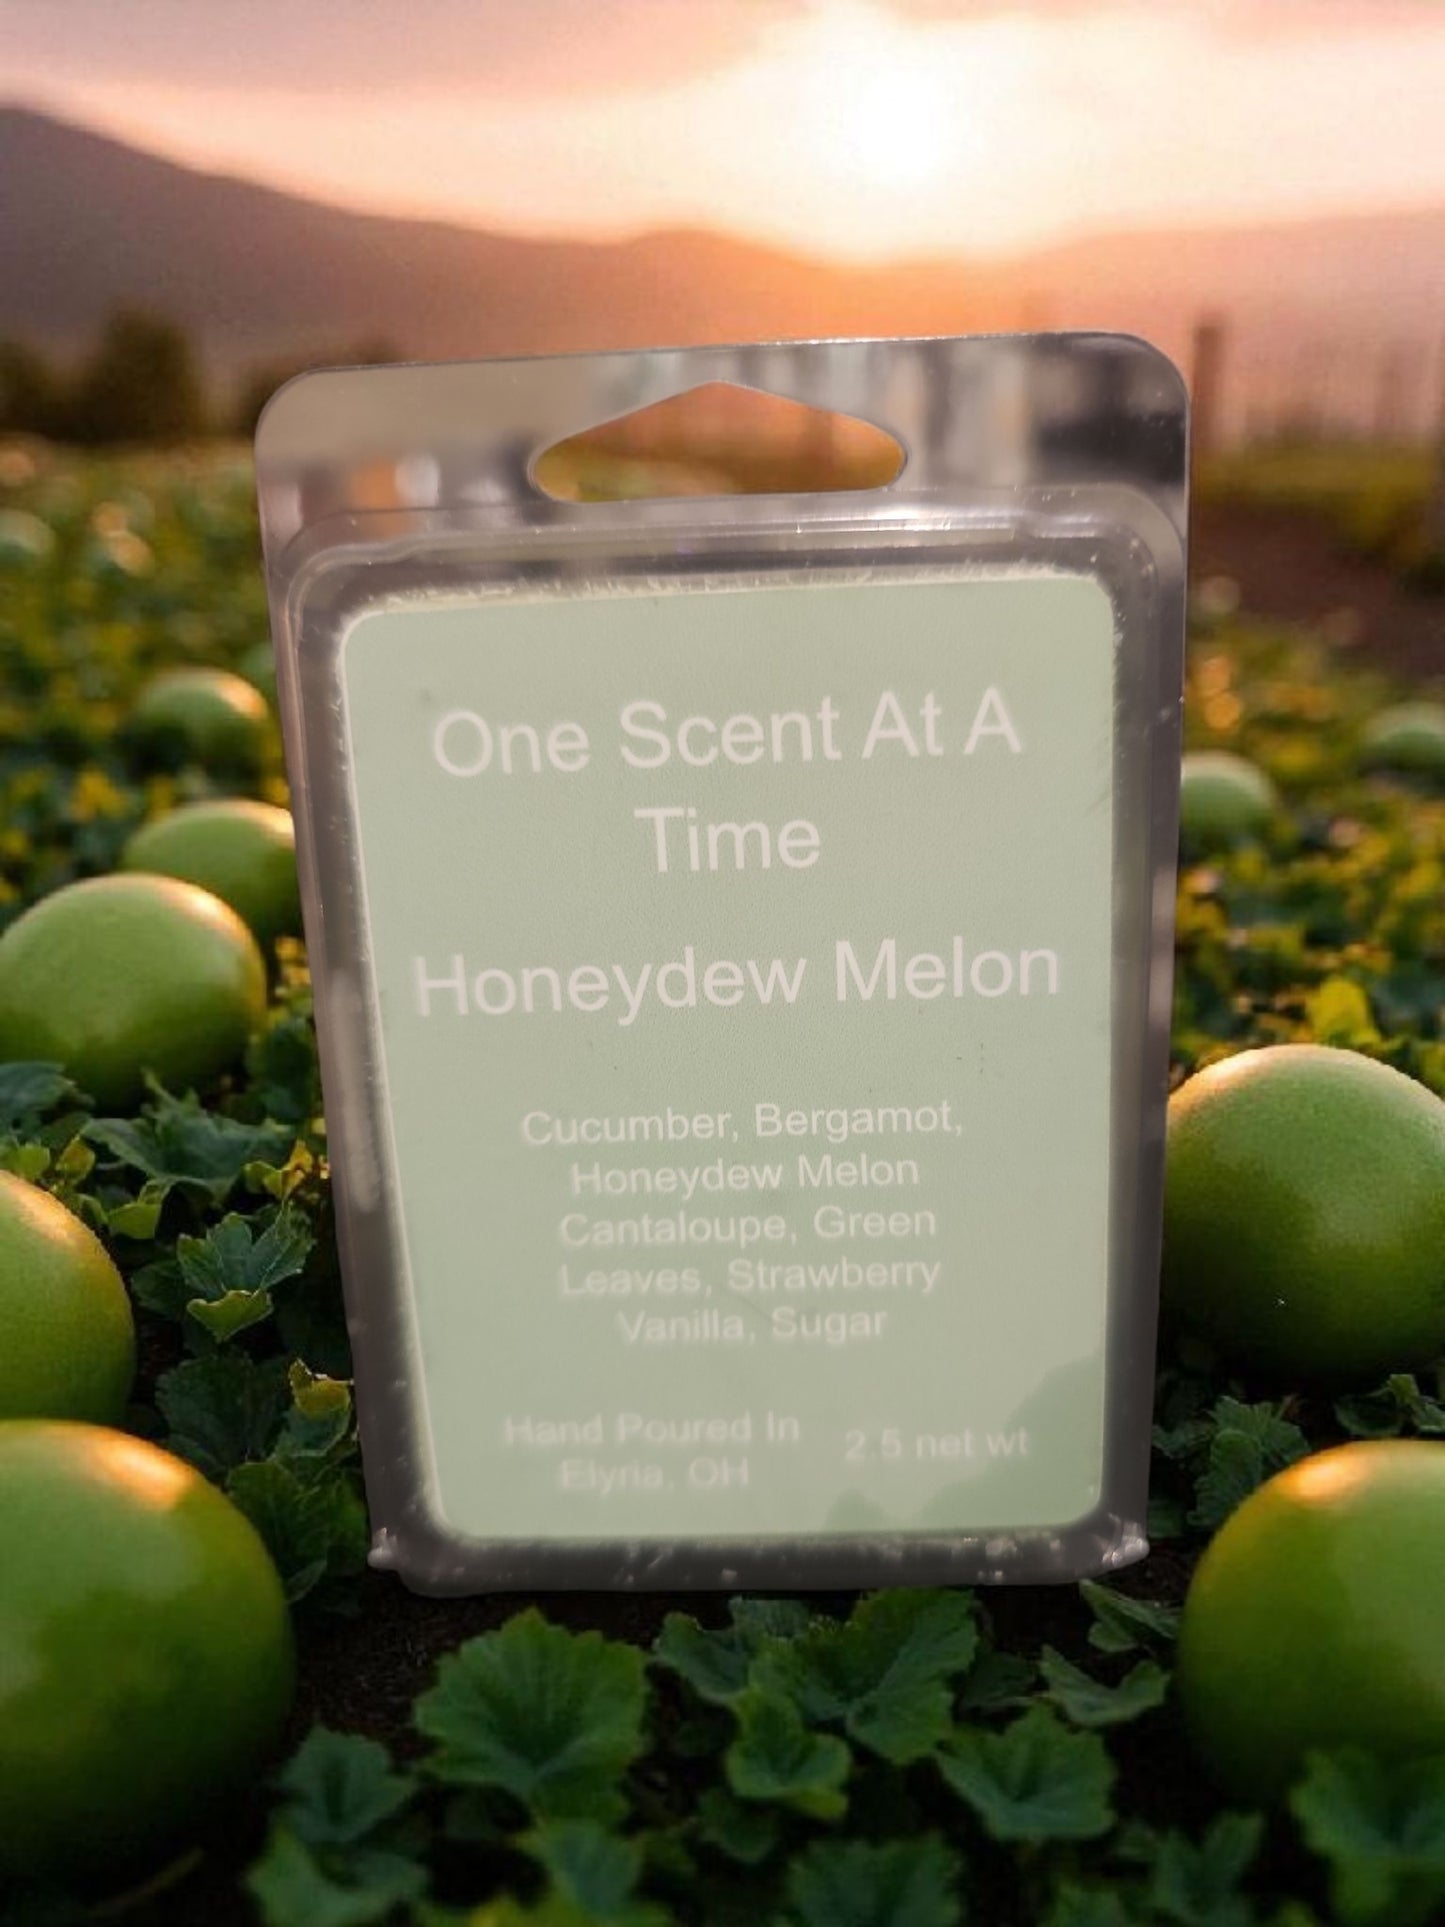 One Scent At A
Time
Honeydew Melon
Cucumber, Bergamot,
Honeydew Melon
Cantaloupe, Green
Leaves, Strawberry
Vanilla, Sugar
Hand Poured In
Elyria, OH
2.5 net wt